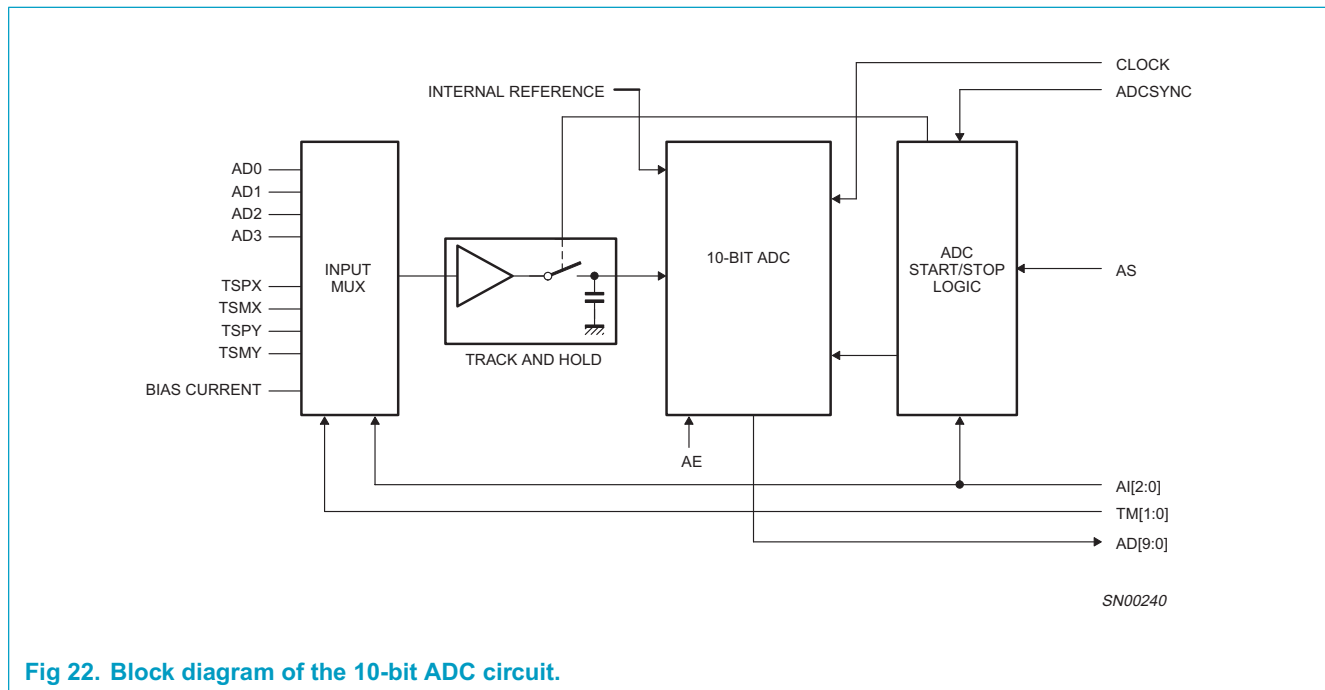 CLOCK
INTERNAL REFERENCE
ADCSYNC
AD0
AD1
AD2
AD3
TSPX
TSMX
TSPY
TSMY
BIAS CURRENT
INPUT
MUX
TRACK AND HOLD
10-BIT ADC
ADC
START/STOP
LOGIC
AS
AE
AI[2:0]
TM[1:0]
AD[9:0]
SN00240
Fig 22. Block diagram of the 10-bit ADC circuit.